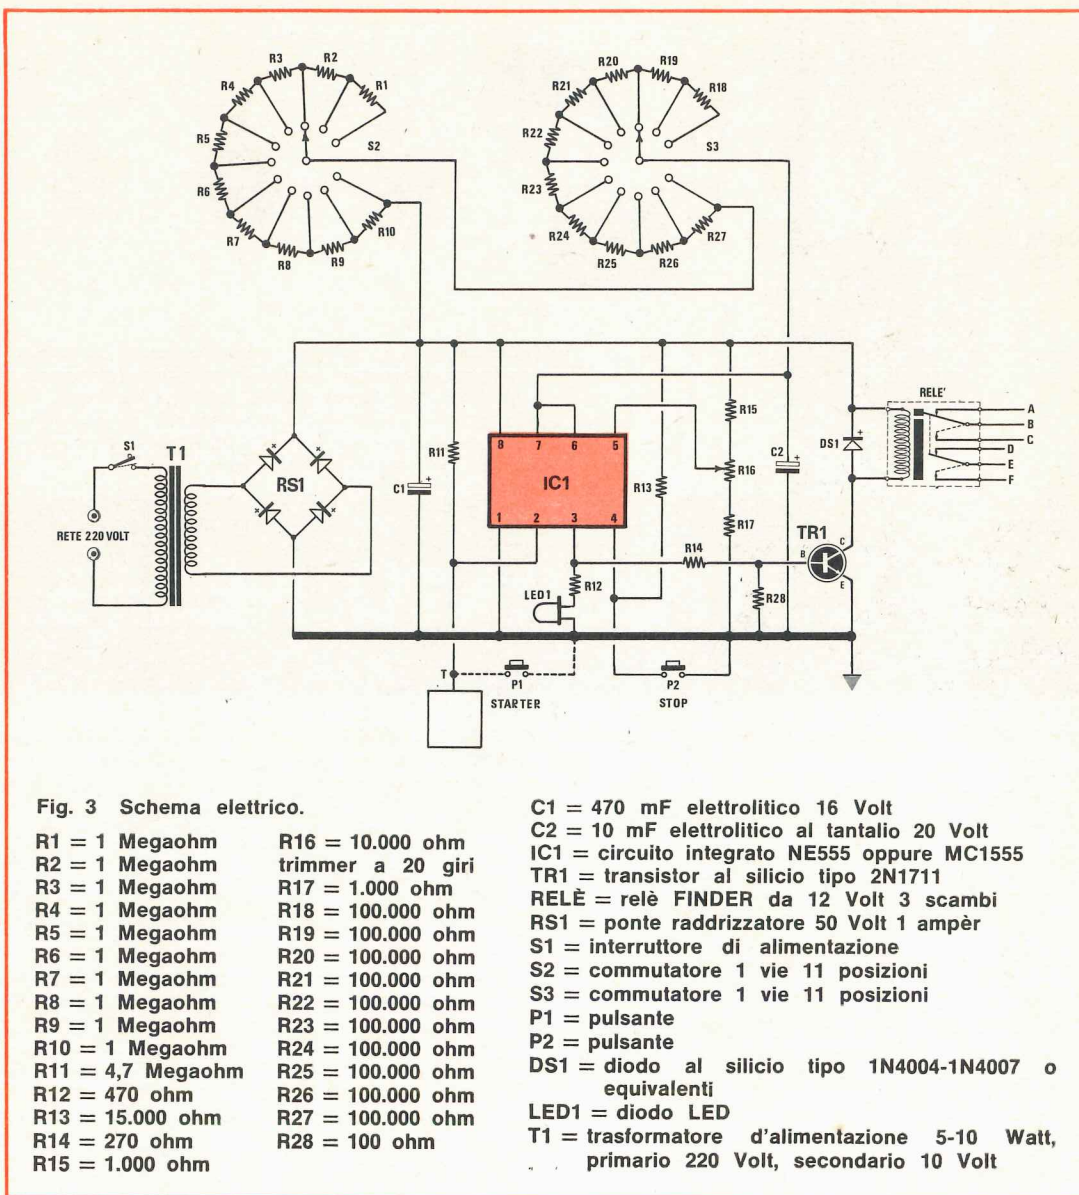 R3 R2
R4 R1
R5 S2
R6
R7 R10
R8 R9
R20 R19
R21 R18
R22 S3
R23
R24 R27
R25 R26
RELE'
S1 T1
RETE 220 VOLT
RS1
C1
R11
8 7 6 5
IC1
1 2 3 4
R13
R15
R16
R17
C2
DS1
A
B
C
D
E
F
TR1
B C E
R14
R12
R28
LED1
T
P1
STARTER
P2
STOP
Fig. 3 Schema elettrico.
R1 = 1 Megaohm
R2 = 1 Megaohm
R3 = 1 Megaohm
R4 = 1 Megaohm
R5 = 1 Megaohm
R6 = 1 Megaohm
R7 = 1 Megaohm
R8 = 1 Megaohm
R9 = 1 Megaohm
R10 = 1 Megaohm
R11 = 4,7 Megaohm
R12 = 470 ohm
R13 = 15.000 ohm
R14 = 270 ohm
R15 = 1.000 ohm
R16 = 10.000 ohm
trimmer a 20 giri
R17 = 1.000 ohm
R18 = 100.000 ohm
R19 = 100.000 ohm
R20 = 100.000 ohm
R21 = 100.000 ohm
R22 = 100.000 ohm
R23 = 100.000 ohm
R24 = 100.000 ohm
R25 = 100.000 ohm
R26 = 100.000 ohm
R27 = 100.000 ohm
R28 = 100 ohm
C1 = 470 mF elettrolitico 16 Volt
C2 = 10 mF elettrolitico al tantalio 20 Volt
IC1 = circuito integrato NE555 oppure MC1555
TR1 = transistor al silicio tipo 2N1711
RELÈ = relè FINDER da 12 Volt 3 scambi
RS1 = ponte raddrizzatore 50 Volt 1 ampèr
S1 = interruttore di alimentazione
S2 = commutatore 1 vie 11 posizioni
S3 = commutatore 1 vie 11 posizioni
P1 = pulsante
P2 = pulsante
DS1 = diodo al silicio tipo 1N4004-1N4007 o
equivalenti
LED1 = diodo LED
T1 = trasformatore d'alimentazione 5-10 Watt,
primario 220 Volt, secondario 10 Volt